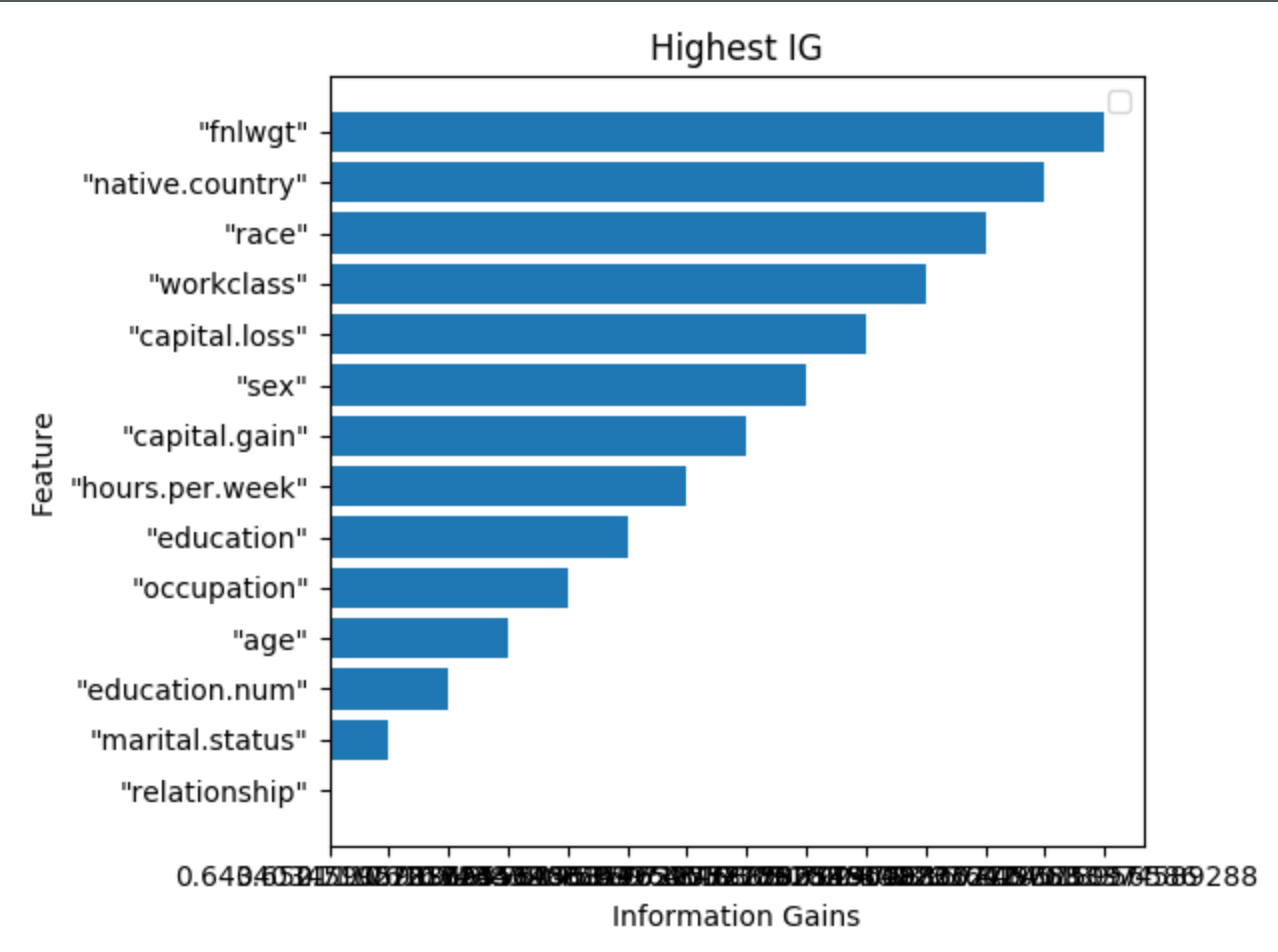 Highest IG
"fnlwgt"
"native.country"
"race"
"workclass"
"capital.loss"
"sex"
"capital.gain"
"hours.per.week"
"education"
"occupation"
"age"
"education.num"
"marital.status"
"relationship"
Feature
Information Gains